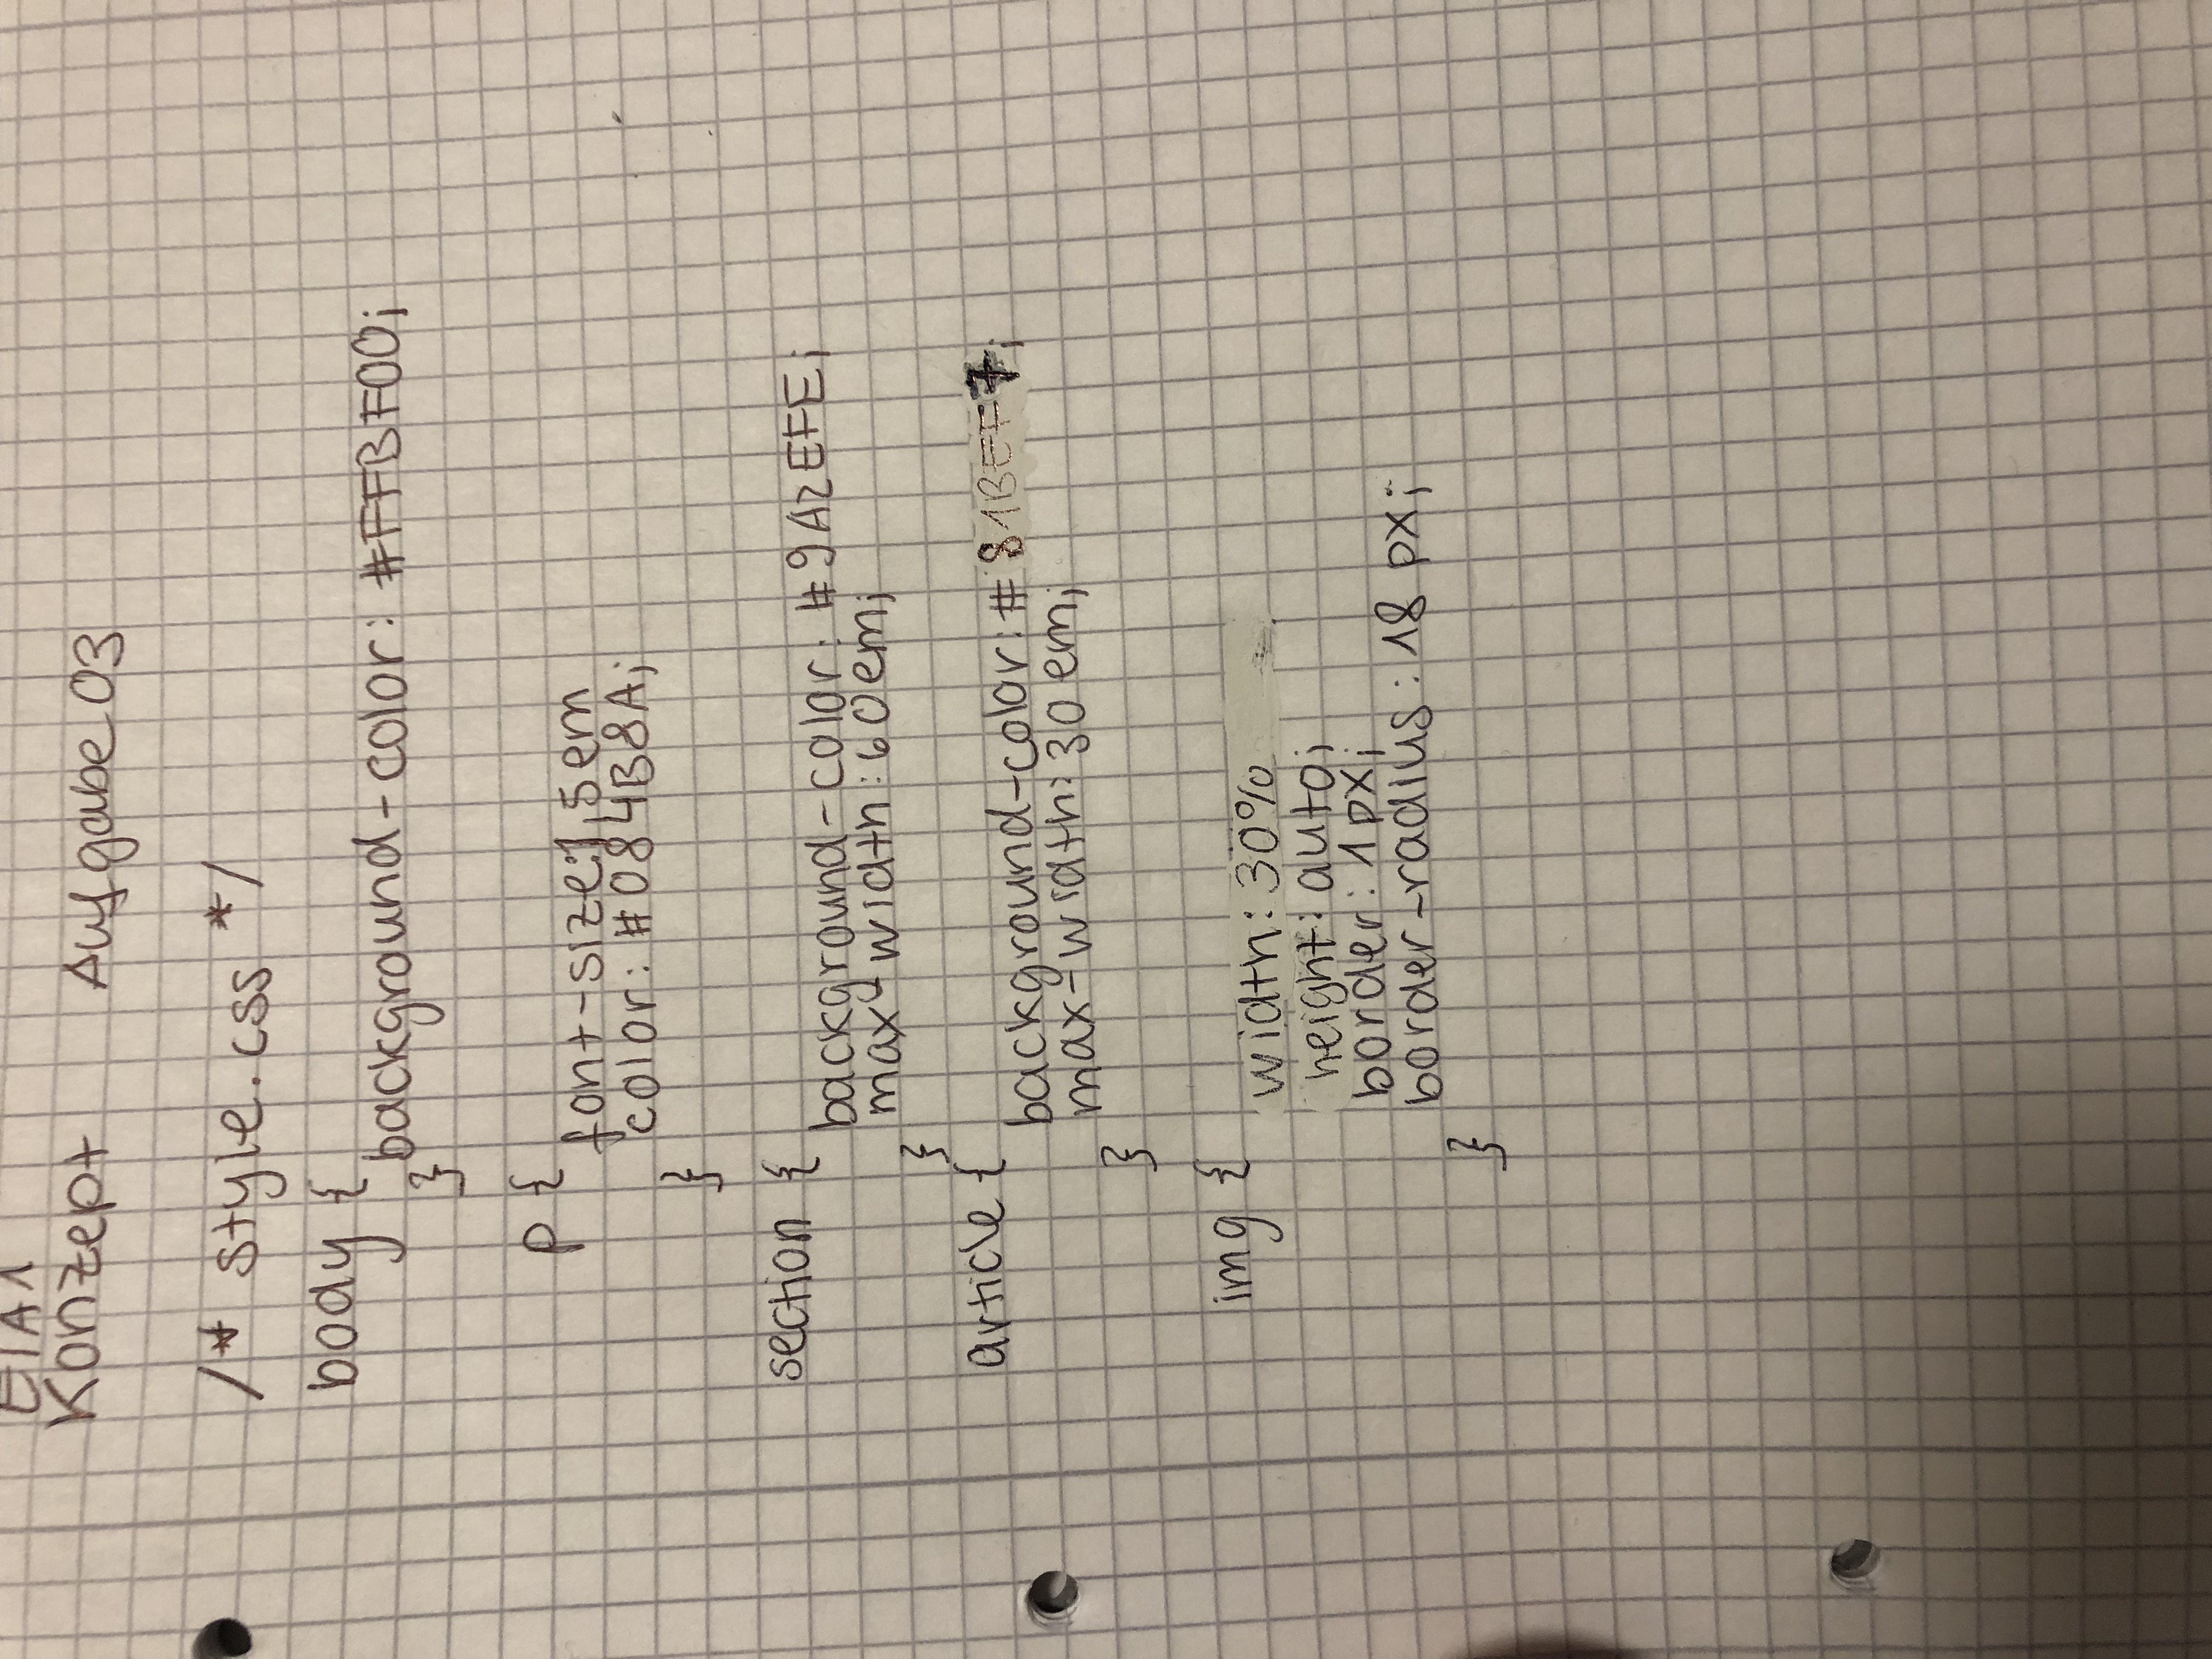 EIA1
Konzept Aufgabe 03
/* style.css */
body {
background-color: #FFBF00;
}
p {
font-size:1,5em
color: #084B8A;
}
section {
background-color: #9A2EFE;
max-width: 60em;
}
article {
background-color: #81BEF7;
max-width: 30em;
}
img {
width: 30%
height: auto;
border: 1px;
border-radius: 18 px;
}